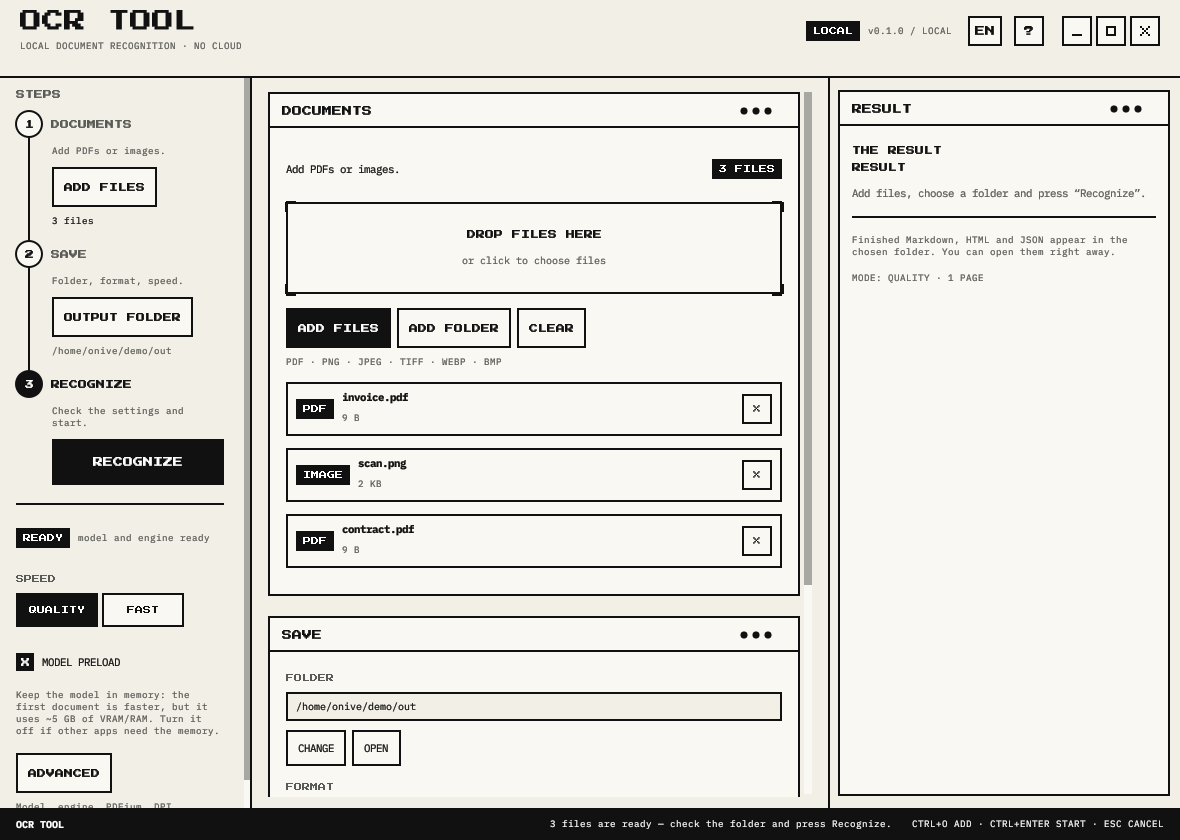 OCR TOOL
LOCAL DOCUMENT RECOGNITION · NO CLOUD
LOCAL v0.1.0 / LOCAL EN ?
STEPS
1 DOCUMENTS
Add PDFs or images.
ADD FILES
3 files
2 SAVE
Folder, format, speed.
OUTPUT FOLDER
/home/onive/demo/out
3 RECOGNIZE
Check the settings and
start.
RECOGNIZE
READY model and engine ready
SPEED
QUALITY FAST
X MODEL PRELOAD
Keep the model in memory: the
first document is faster, but it
uses ~5 GB of VRAM/RAM. Turn it
off if other apps need the memory.
ADVANCED
Model, engine, PDFium, DPI
DOCUMENTS
Add PDFs or images.
3 FILES
DROP FILES HERE
or click to choose files
ADD FILES ADD FOLDER CLEAR
PDF · PNG · JPEG · TIFF · WEBP · BMP
PDF invoice.pdf ×
9 B
IMAGE scan.png ×
2 KB
PDF contract.pdf ×
9 B
SAVE
FOLDER
/home/onive/demo/out
CHANGE OPEN
FORMAT
RESULT
THE RESULT
RESULT
Add files, choose a folder and press “Recognize”.
Finished Markdown, HTML and JSON appear in the
chosen folder. You can open them right away.
MODE: QUALITY · 1 PAGE
OCR TOOL
3 files are ready — check the folder and press Recognize.
CTRL+O ADD · CTRL+ENTER START · ESC CANCEL